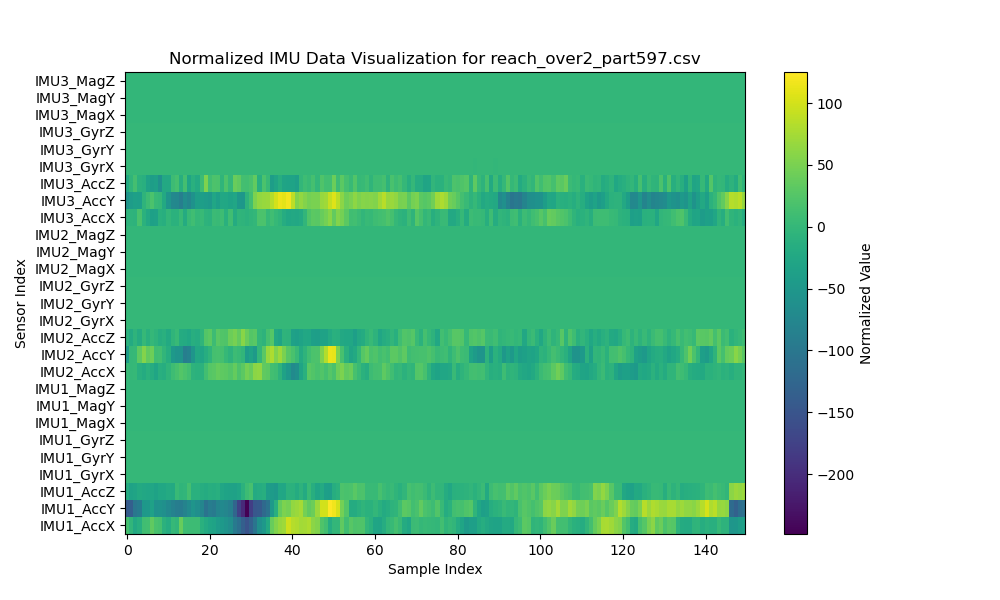 Normalized IMU Data Visualization for reach_over2_part597.csv
IMU3_MagZ
IMU3_MagY
IMU3_MagX
IMU3_GyrZ
IMU3_GyrY
IMU3_GyrX
IMU3_AccZ
IMU3_AccY
IMU3_AccX
IMU2_MagZ
IMU2_MagY
IMU2_MagX
IMU2_GyrZ
IMU2_GyrY
IMU2_GyrX
IMU2_AccZ
IMU2_AccY
IMU2_AccX
IMU1_MagZ
IMU1_MagY
IMU1_MagX
IMU1_GyrZ
IMU1_GyrY
IMU1_GyrX
IMU1_AccZ
IMU1_AccY
IMU1_AccX
Sensor Index
0 20 40 60 80 100 120 140
Sample Index
100
50
0
−50
−100
−150
−200
Normalized Value